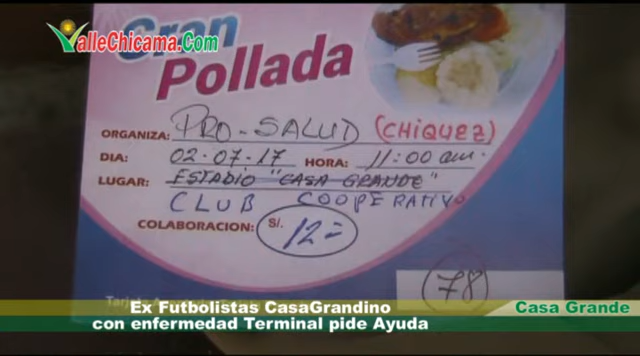 ValleChicama.Com
Gran
Pollada
ORGANIZA: PRO-SALUD (CHIQUEZ)
DIA: 02-07-17 HORA: 11:00 am.
LUGAR: ESTADIO "CASA GRANDE"
CLUB COOPERATIVO
COLABORACION: S/. 12=
78
Ex Futbolistas CasaGrandino
con enfermedad Terminal pide Ayuda
Casa Grande